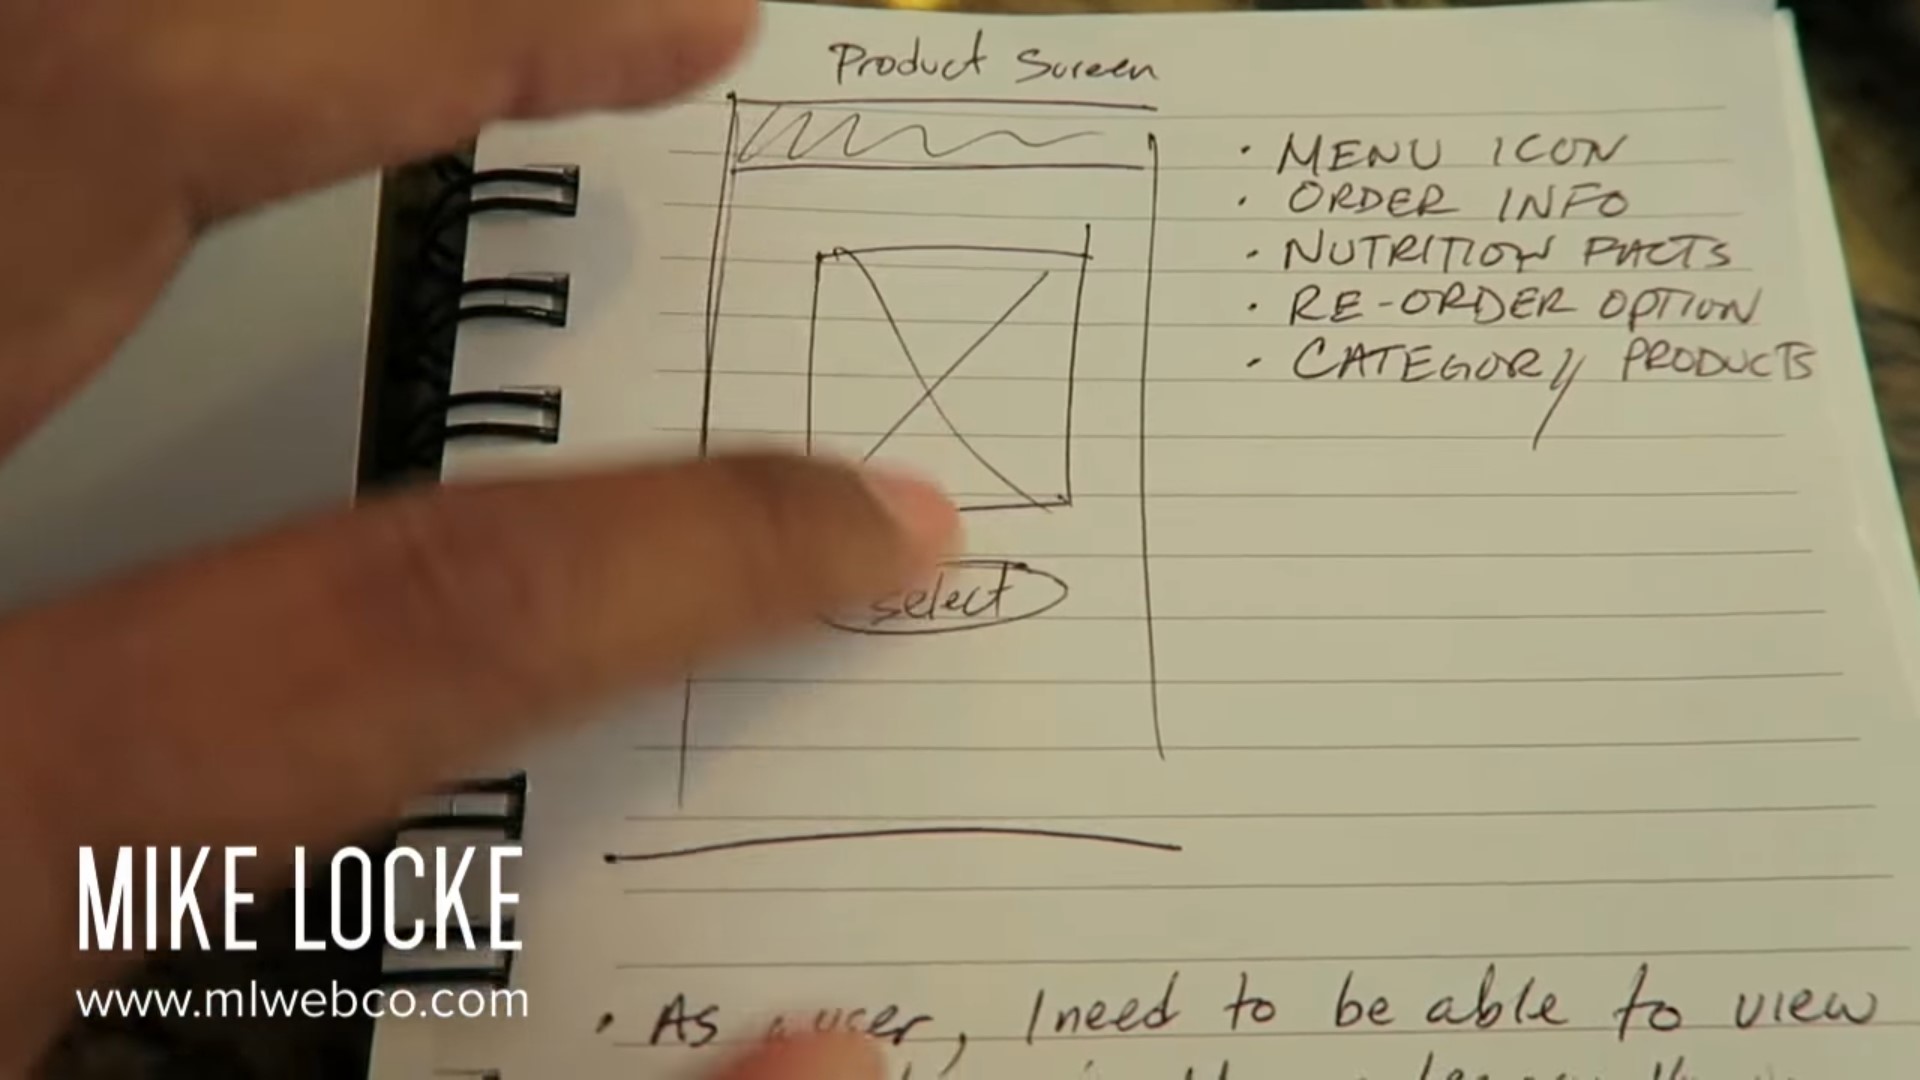 Product Screen
• MENU ICON
• ORDER INFO
• NUTRITION FACTS
• RE-ORDER OPTION
• CATEGORY PRODUCTS
select
MIKE LOCKE
www.mlwebco.com
• As a user, I need to be able to view